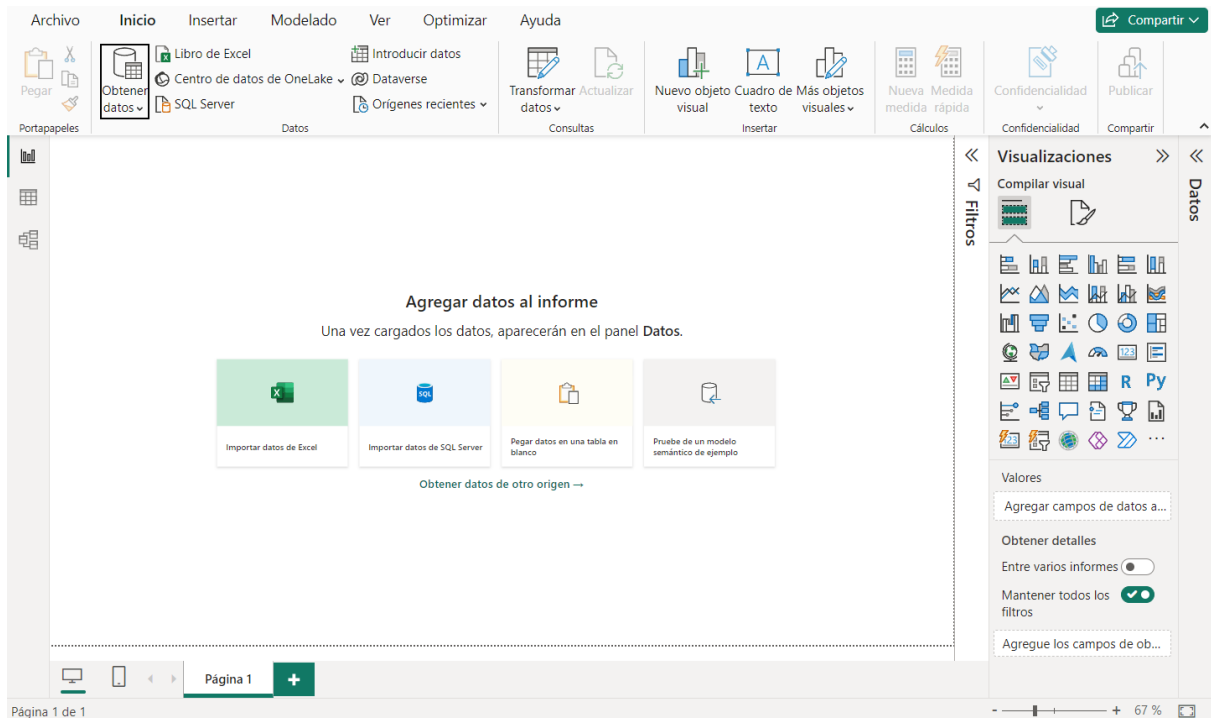 Archivo Inicio Insertar Modelado Ver Optimizar Ayuda Compartir
Pegar
Portapapeles
Obtener
datos
Libro de Excel
Centro de datos de OneLake
SQL Server
Introducir datos
Dataverse
Orígenes recientes
Datos
Transformar
datos
Actualizar
Consultas
Nuevo objeto
visual
Cuadro de
texto
Más objetos
visuales
Insertar
Nueva
medida
Medida
rápida
Cálculos
Confidencialidad
Confidencialidad
Publicar
Compartir
Agregar datos al informe
Una vez cargados los datos, aparecerán en el panel Datos.
Importar datos de Excel
Importar datos de SQL Server
Pegar datos en una tabla en
blanco
Pruebe de un modelo
semántico de ejemplo
Obtener datos de otro origen →
Filtros
Visualizaciones
Compilar visual
123
R Py
123
Valores
Agregar campos de datos a...
Obtener detalles
Entre varios informes
Mantener todos los
filtros
Agregue los campos de ob...
Datos
Página 1
Página 1 de 1
- + 67 %